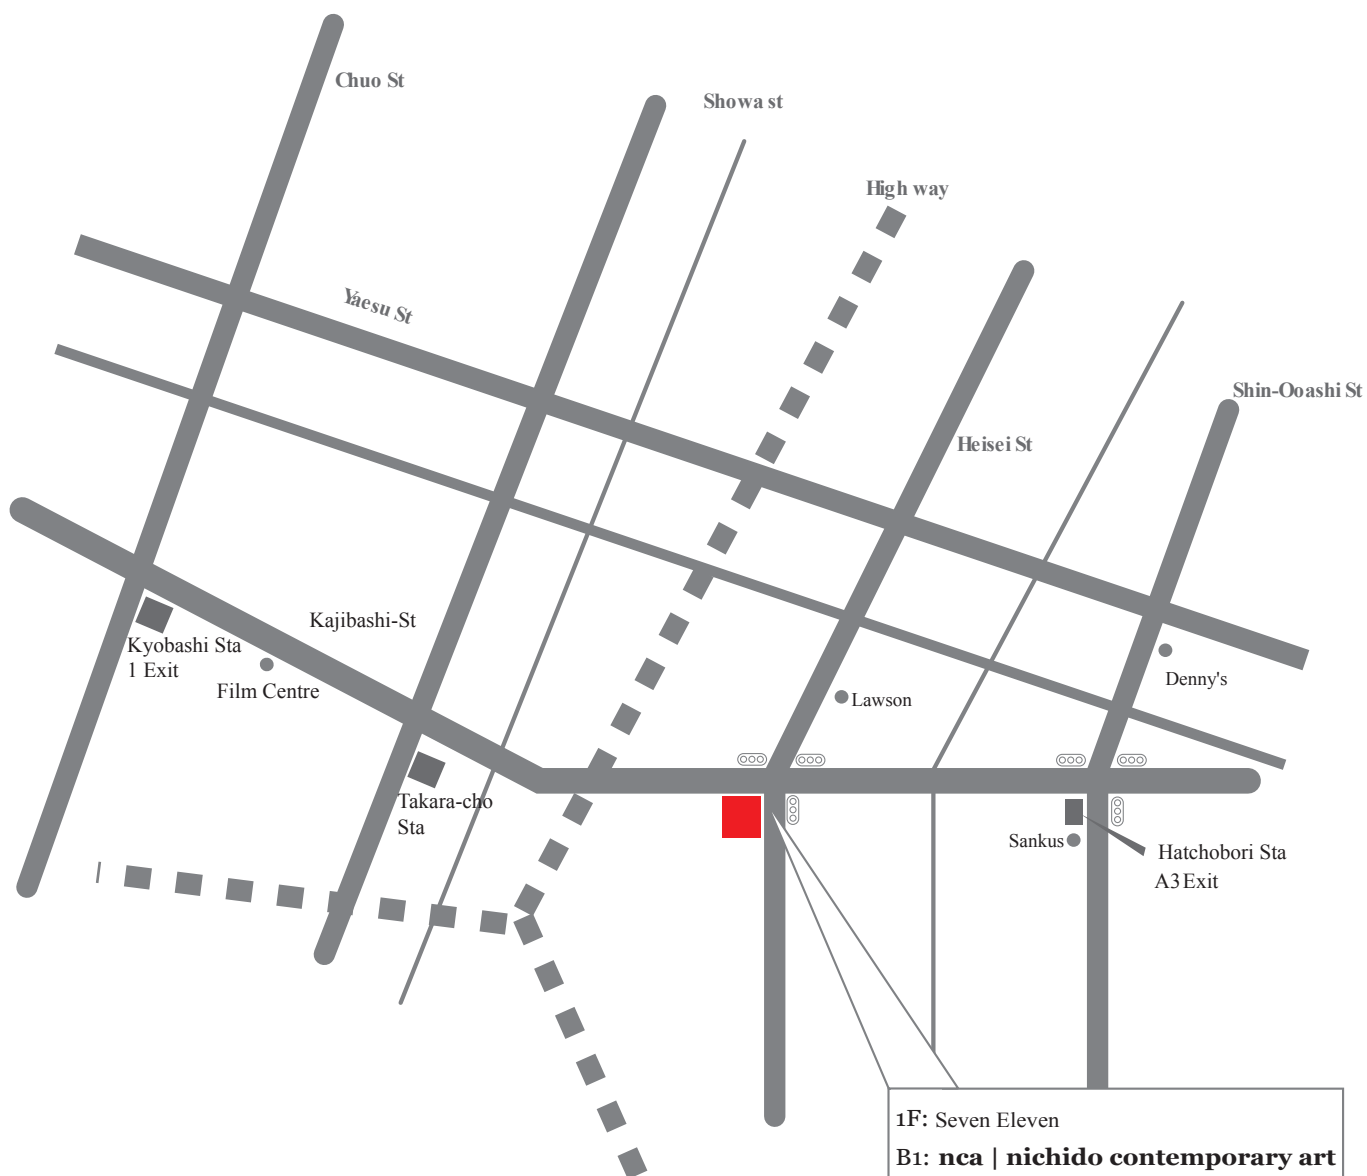 Chuo St
Showa st
High way
Yaesu St
Shin-Ooashi St
Heisei St
Kajibashi-St
Kyobashi Sta
1 Exit
Film Centre
Denny's
Lawson
Takara-cho
Sta
Sankus
Hatchobori Sta
A3 Exit
1F: Seven Eleven
B1: nca | nichido contemporary art